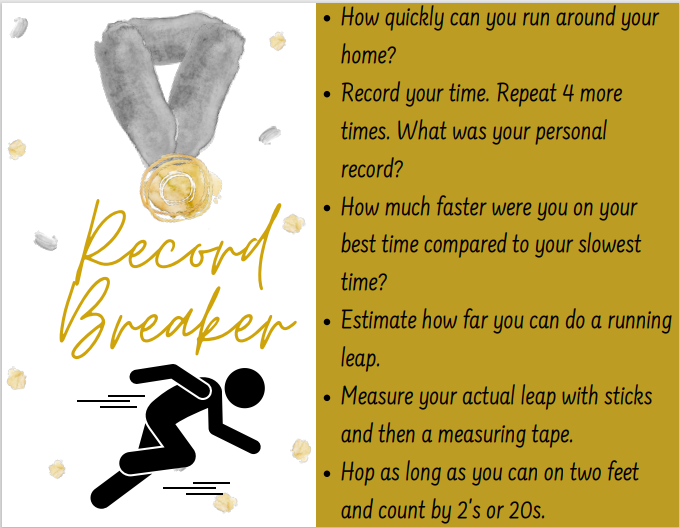 Record
Breaker
• How quickly can you run around your
home?
• Record your time. Repeat 4 more
times. What was your personal
record?
• How much faster were you on your
best time compared to your slowest
time?
• Estimate how far you can do a running
leap.
• Measure your actual leap with sticks
and then a measuring tape.
• Hop as long as you can on two feet
and count by 2's or 20s.